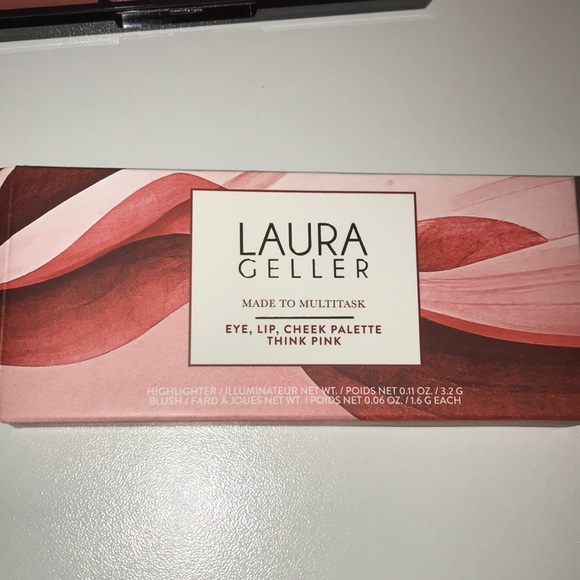 LAURA
GELLER
MADE TO MULTITASK
EYE, LIP, CHEEK PALETTE
THINK PINK
HIGHLIGHTER / ILLUMINATEUR NET WT. / POIDS NET 0.11 OZ. / 3.2 G
BLUSH / FARD À JOUES NET WT. / POIDS NET 0.06 OZ. / 1.6 G EACH